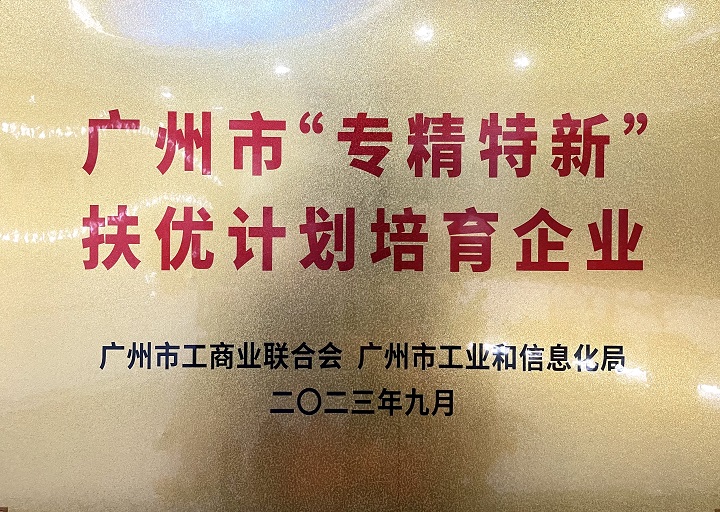 广州市“专精特新”
扶优计划培育企业
广州市工商业联合会 广州市工业和信息化局
二〇二三年九月